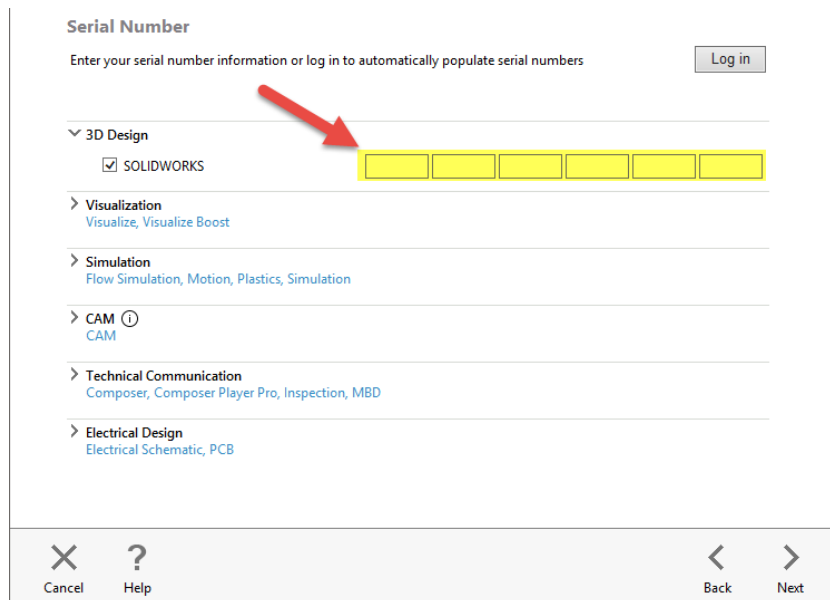 Serial Number
Enter your serial number information or log in to automatically populate serial numbers
Log in
3D Design
SOLIDWORKS
Visualization
Visualize, Visualize Boost
Simulation
Flow Simulation, Motion, Plastics, Simulation
CAM
CAM
Technical Communication
Composer, Composer Player Pro, Inspection, MBD
Electrical Design
Electrical Schematic, PCB
Cancel Help Back Next